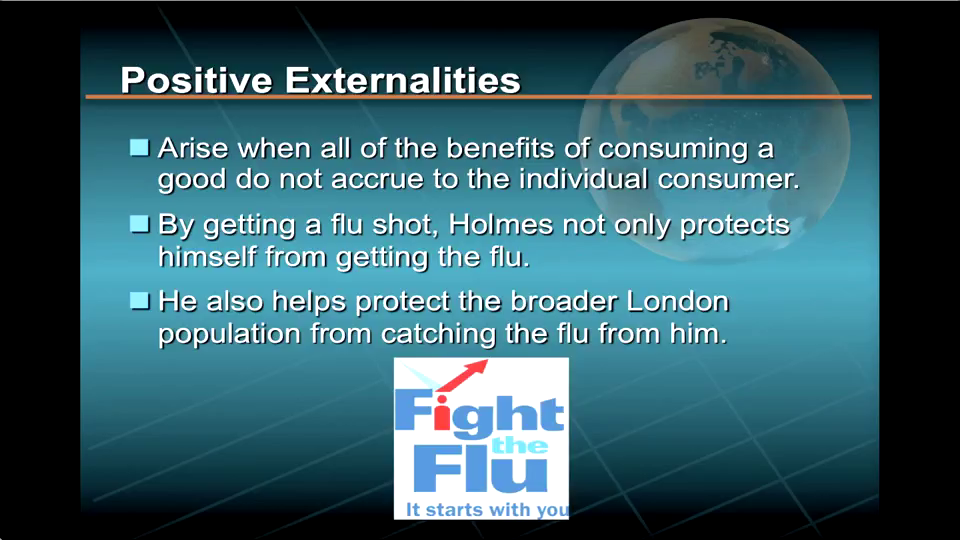 Positive Externalities
Arise when all of the benefits of consuming a
good do not accrue to the individual consumer.
By getting a flu shot, Holmes not only protects
himself from getting the flu.
He also helps protect the broader London
population from catching the flu from him.
Fight
the
Flu
It starts with you